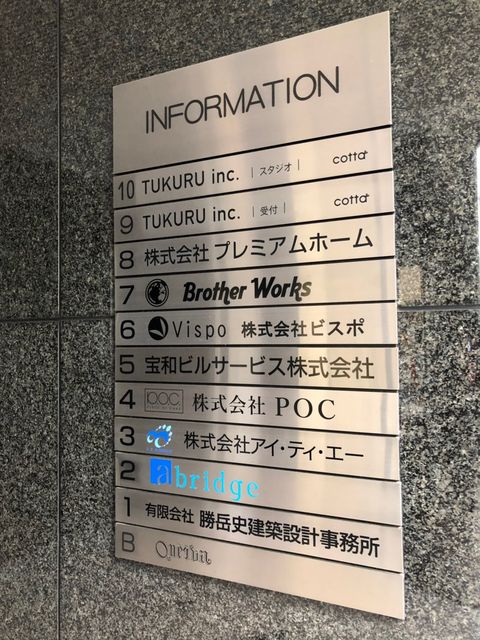 INFORMATION
10 TUKURU inc. | スタジオ | cotta
9 TUKURU inc. | 受付 | cotta
8 株式会社 プレミアムホーム
7 Brother Works
6 Vispo 株式会社ビスポ
5 宝和ビルサービス株式会社
4 poc 株式会社 POC
3 株式会社アイ・ティ・エー
2 abridge
1 有限会社 勝岳史建築設計事務所
B